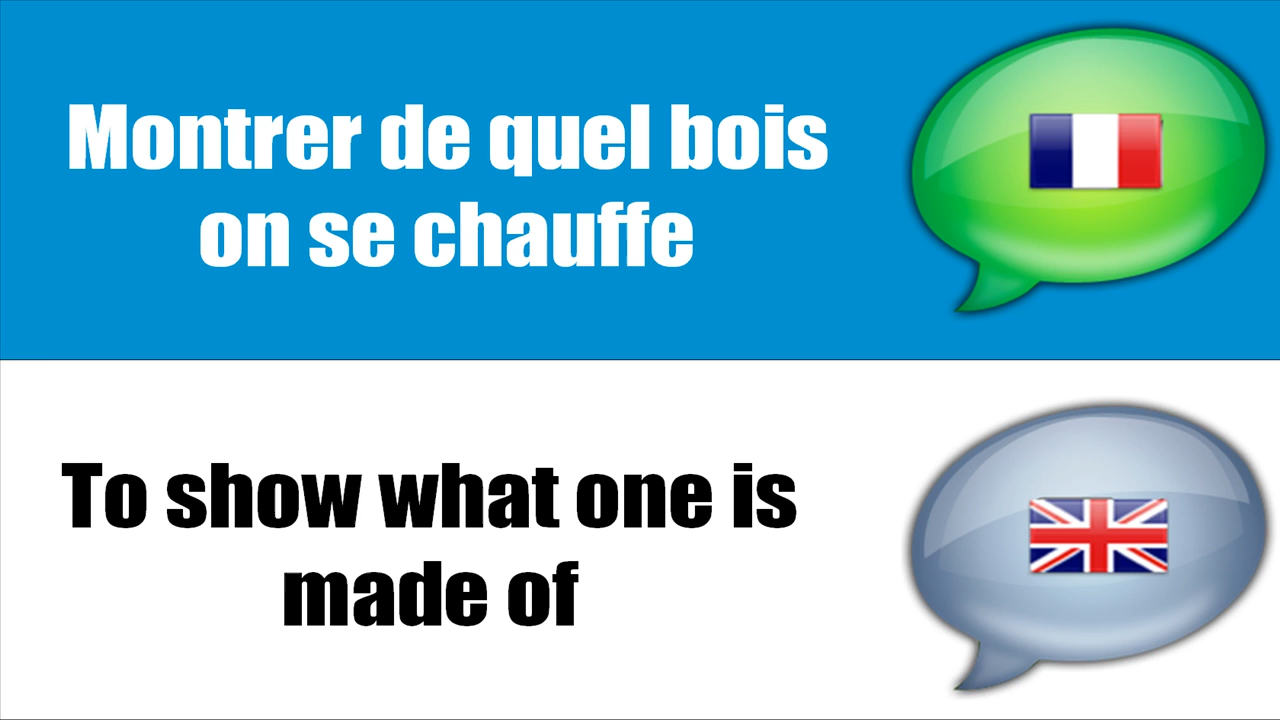 Montrer de quel bois
on se chauffe
To show what one is
made of